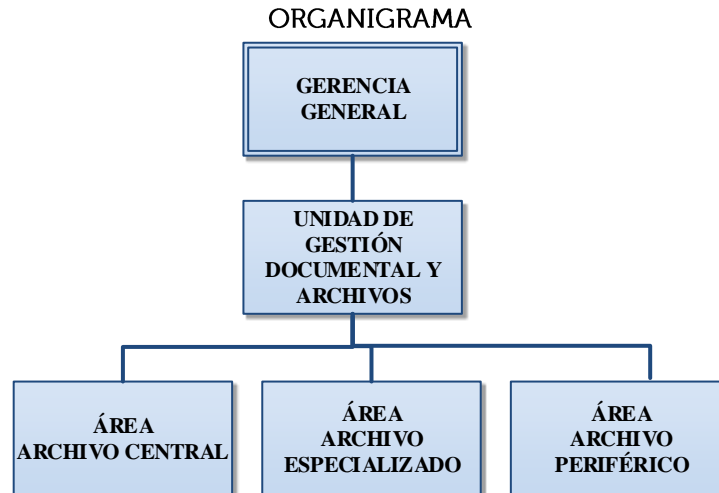 ORGANIGRAMA
GERENCIA
GENERAL
UNIDAD DE
GESTIÓN
DOCUMENTAL Y
ARCHIVOS
ÁREA
ARCHIVO CENTRAL
ÁREA
ARCHIVO
ESPECIALIZADO
ÁREA
ARCHIVO
PERIFÉRICO